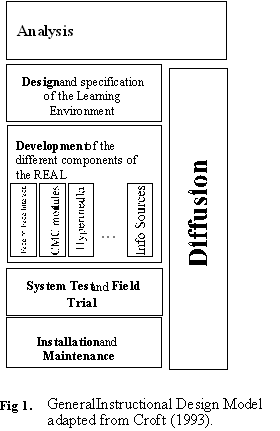 Analysis
Designand specification
of the Learning
Environment
Developmentof the
different components of
the REAL
CMC modules
Hypermedia
...
Info Sources
System Testand Field
Trial
Installationand
Maintenance
Diffusion
Fig 1. GeneralInstructional Design Model
adapted from Croft (1993).